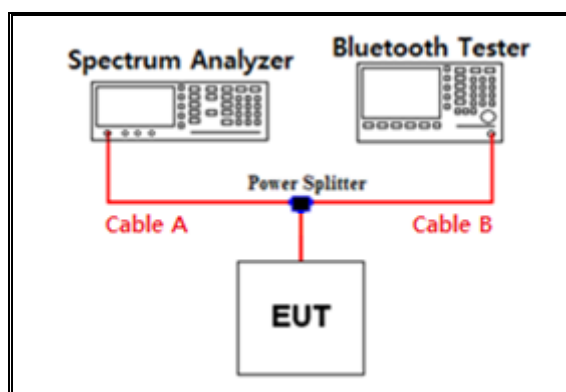 Spectrum Analyzer
Bluetooth Tester
Power Splitter
Cable A
Cable B
EUT